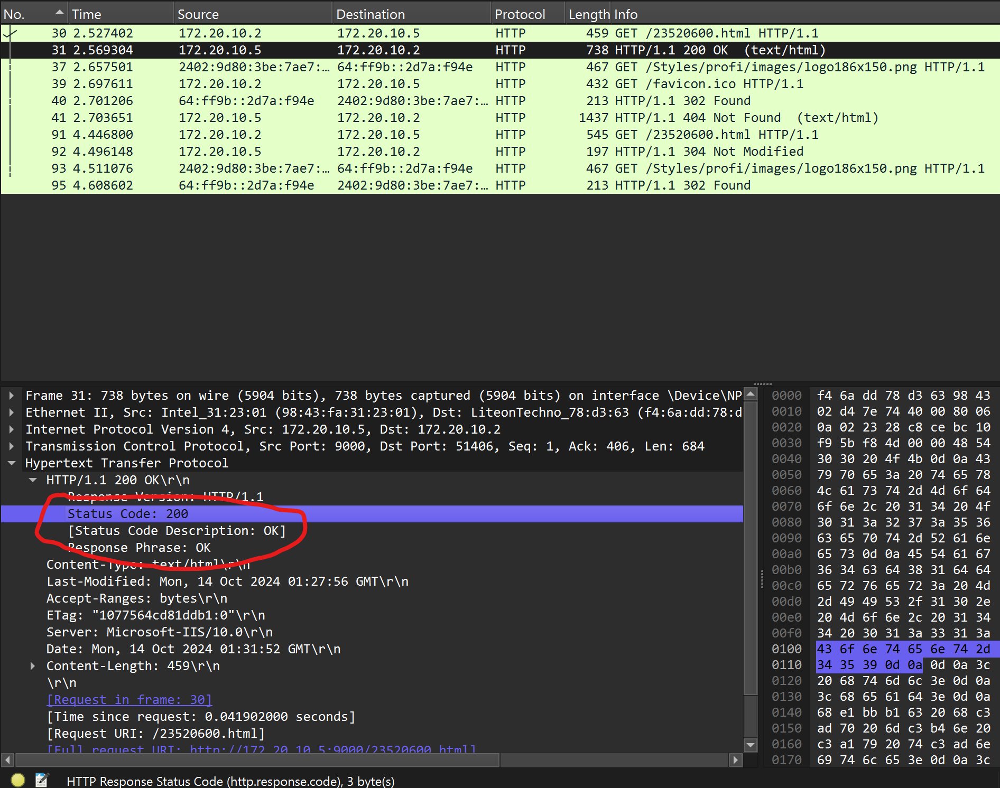 No. Time Source Destination Protocol Length Info
30 2.527402 172.20.10.2 172.20.10.5 HTTP 459 GET /23520600.html HTTP/1.1
31 2.569304 172.20.10.5 172.20.10.2 HTTP 738 HTTP/1.1 200 OK (text/html)
37 2.657501 2402:9d80:3be:7ae7:… 64:ff9b::2d7a:f94e HTTP 467 GET /Styles/profi/images/logo186x150.png HTTP/1.1
39 2.697611 172.20.10.2 172.20.10.5 HTTP 432 GET /favicon.ico HTTP/1.1
40 2.701206 64:ff9b::2d7a:f94e 2402:9d80:3be:7ae7:… HTTP 213 HTTP/1.1 302 Found
41 2.703651 172.20.10.5 172.20.10.2 HTTP 1437 HTTP/1.1 404 Not Found (text/html)
91 4.446800 172.20.10.2 172.20.10.5 HTTP 545 GET /23520600.html HTTP/1.1
92 4.496148 172.20.10.5 172.20.10.2 HTTP 197 HTTP/1.1 304 Not Modified
93 4.511076 2402:9d80:3be:7ae7:… 64:ff9b::2d7a:f94e HTTP 467 GET /Styles/profi/images/logo186x150.png HTTP/1.1
95 4.608602 64:ff9b::2d7a:f94e 2402:9d80:3be:7ae7:… HTTP 213 HTTP/1.1 302 Found
Frame 31: 738 bytes on wire (5904 bits), 738 bytes captured (5904 bits) on interface \Device\NP
Ethernet II, Src: Intel_31:23:01 (98:43:fa:31:23:01), Dst: LiteonTechno_78:d3:63 (f4:6a:dd:78:d
Internet Protocol Version 4, Src: 172.20.10.5, Dst: 172.20.10.2
Transmission Control Protocol, Src Port: 9000, Dst Port: 51406, Seq: 1, Ack: 406, Len: 684
Hypertext Transfer Protocol
HTTP/1.1 200 OK\r\n
Response Version: HTTP/1.1
Status Code: 200
[Status Code Description: OK]
Response Phrase: OK
Content-Type: text/html\r\n
Last-Modified: Mon, 14 Oct 2024 01:27:56 GMT\r\n
Accept-Ranges: bytes\r\n
ETag: "1077564cd81ddb1:0"\r\n
Server: Microsoft-IIS/10.0\r\n
Date: Mon, 14 Oct 2024 01:31:52 GMT\r\n
Content-Length: 459\r\n
\r\n
[Request in frame: 30]
[Time since request: 0.041902000 seconds]
[Request URI: /23520600.html]
[Full request URI: http://172.20.10.5:9000/23520600.html]
0000 f4 6a dd 78 d3 63 98 43
0010 02 d4 7e 74 40 00 80 06
0020 0a 02 23 28 c8 ce bc 10
0030 f9 5b f8 4d 00 00 48 54
0040 30 30 20 4f 4b 0d 0a 43
0050 79 70 65 3a 20 74 65 78
0060 4c 61 73 74 2d 4d 6f 64
0070 6f 6e 2c 20 31 34 20 4f
0080 30 31 3a 32 37 3a 35 36
0090 63 65 70 74 2d 52 61 6e
00a0 65 73 0d 0a 45 54 61 67
00b0 36 34 63 64 38 31 64 64
00c0 65 72 76 65 72 3a 20 4d
00d0 2d 49 49 53 2f 31 30 2e
00e0 20 4d 6f 6e 2c 20 31 34
00f0 34 20 30 31 3a 33 31 3a
0100 43 6f 6e 74 65 6e 74 2d
0110 34 35 39 0d 0a 0d 0a 3c
0120 20 68 74 6d 6c 3e 0d 0a
0130 3c 68 65 61 64 3e 0d 0a
0140 68 e1 bb b1 63 20 68 c3
0150 ad 70 20 6d c3 b4 6e 20
0160 c3 a1 79 20 74 c3 ad 6e
0170 69 74 6c 65 3e 0d 0a 3c
HTTP Response Status Code (http.response.code), 3 byte(s)